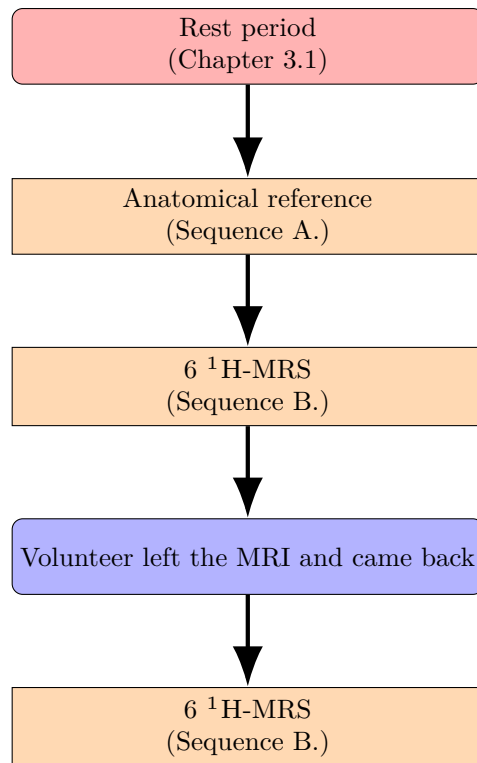 Rest period
(Chapter 3.1)
Anatomical reference
(Sequence A.)
6 ¹H-MRS
(Sequence B.)
Volunteer left the MRI and came back
6 ¹H-MRS
(Sequence B.)